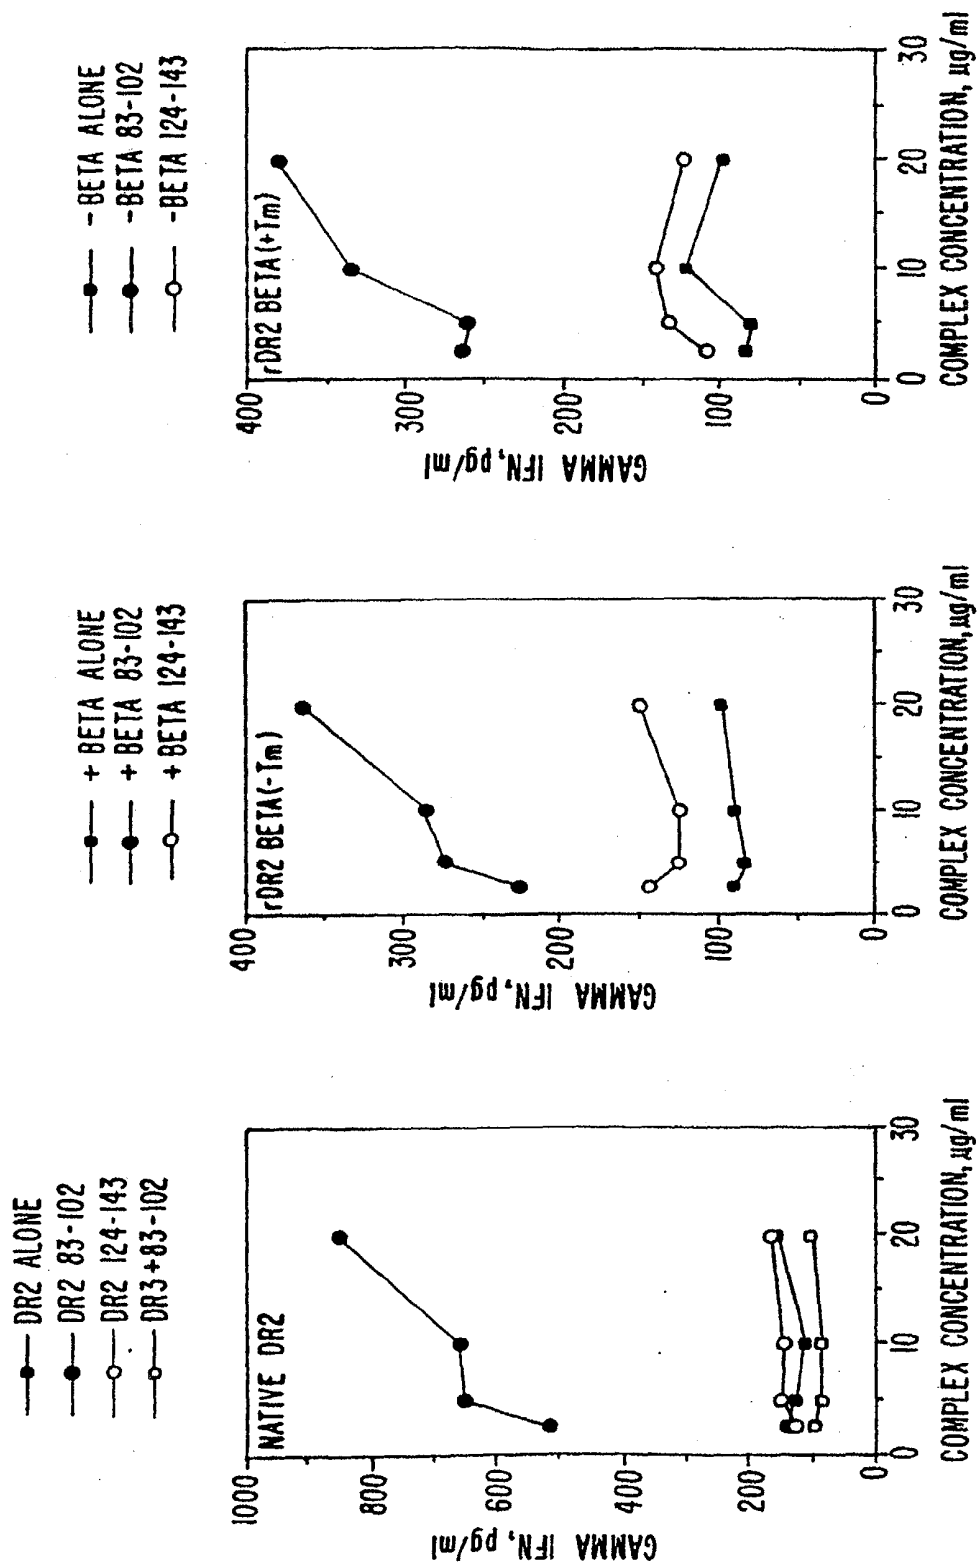 DR2 ALONE
DR2 83-102
DR2 124-143
DR3+83-102
NATIVE DR2
1000
800
600
400
200
0
GAMMA IFN, pg/ml
0 10 20 30
COMPLEX CONCENTRATION, µg/ml
+ BETA ALONE
+ BETA 83-102
+ BETA 124-143
rDR2 BETA(-Tm)
400
300
200
100
0
GAMMA IFN, pg/ml
0 10 20 30
COMPLEX CONCENTRATION, µg/ml
-BETA ALONE
-BETA 83-102
-BETA 124-143
rDR2 BETA(+Tm)
400
300
200
100
0
GAMMA IFN, pg/ml
0 10 20 30
COMPLEX CONCENTRATION, µg/ml